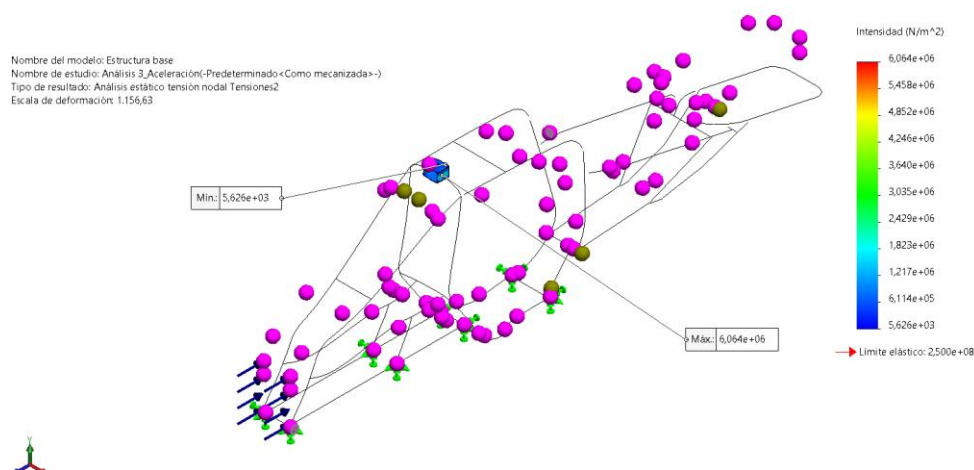 Nombre del modelo: Estructura base
Nombre de estudio: Análisis 3_Aceleración(-Predeterminado<Como mecanizada>-)
Tipo de resultado: Análisis estático tensión nodal Tensiones2
Escala de deformación: 1.156,63
Mín.: 5,626e+03
Máx.: 6,064e+06
Intensidad (N/m^2)
6,064e+06
5,458e+06
4,852e+06
4,246e+06
3,640e+06
3,035e+06
2,429e+06
1,823e+06
1,217e+06
6,114e+05
5,626e+03
Límite elástico: 2,500e+08
Y